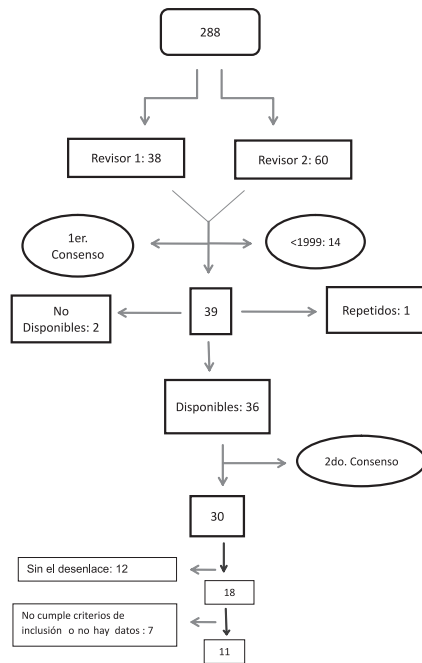 288
Revisor 1: 38
Revisor 2: 60
1er.
Consenso
<1999: 14
No
Disponibles: 2
39
Repetidos: 1
Disponibles: 36
2do. Consenso
30
Sin el desenlace: 12
18
No cumple criterios de
inclusión o no hay datos : 7
11